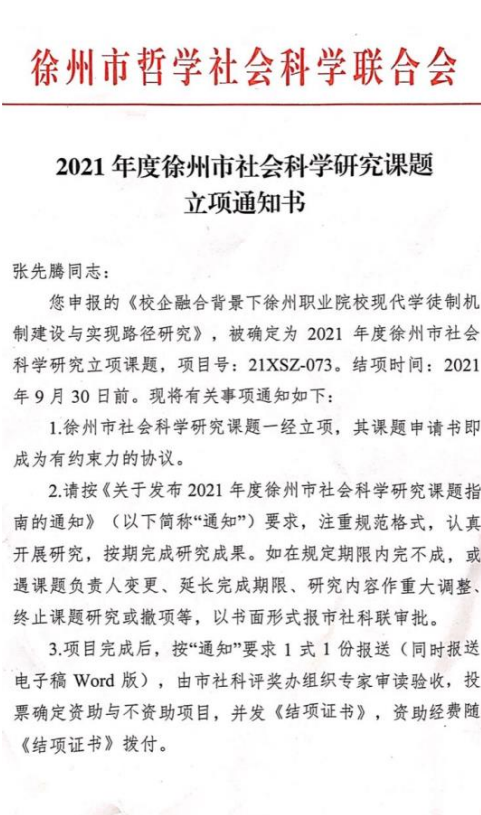 徐州市哲学社会科学联合会
2021 年度徐州市社会科学研究课题
立项通知书
张先腾同志：
您申报的《校企融合背景下徐州职业院校现代学徒制机
制建设与实现路径研究》，被确定为 2021 年度徐州市社会
科学研究立项课题，项目号：21XSZ-073。结项时间：2021
年 9 月 30 日前。现将有关事项通知如下：
1.徐州市社会科学研究课题一经立项，其课题申请书即
成为有约束力的协议。
2.请按《关于发布 2021 年度徐州市社会科学研究课题指
南的通知》（以下简称“通知”）要求，注重规范格式，认真
开展研究，按期完成研究成果。如在规定期限内完不成，或
遇课题负责人变更、延长完成期限、研究内容作重大调整、
终止课题研究或撤项等，以书面形式报市社科联审批。
3.项目完成后，按“通知”要求 1 式 1 份报送（同时报送
电子稿 Word 版），由市社科评奖办组织专家审读验收，投
票确定资助与不资助项目，并发《结项证书》，资助经费随
《结项证书》拨付。